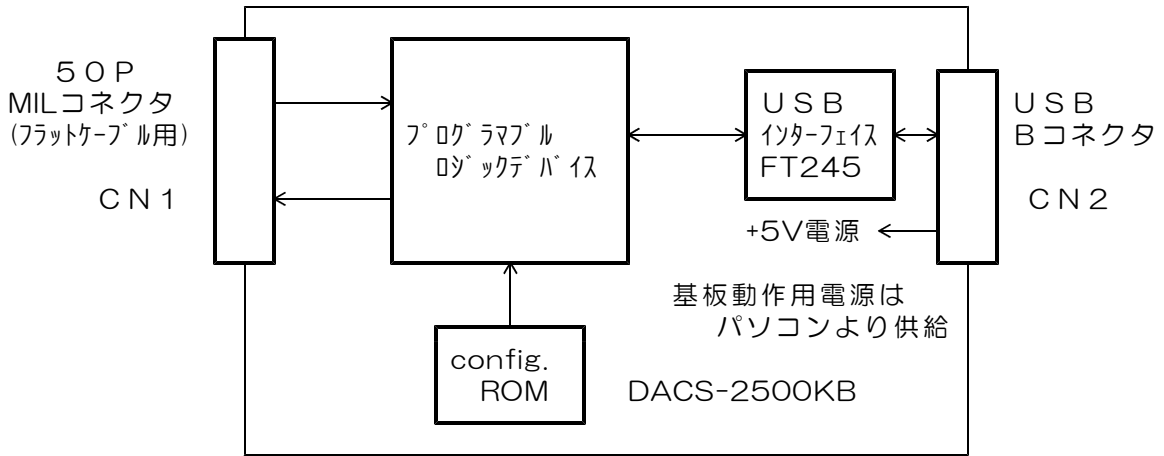 ５０Ｐ
MILコネクタ
(ﾌﾗｯﾄｹｰﾌﾞﾙ用)
ＣＮ１
ﾌﾟﾛｸﾞﾗﾏﾌﾞﾙ
ﾛｼﾞｯｸﾃﾞﾊﾞｲｽ
ＵＳＢ
ｲﾝﾀｰﾌｪｲｽ
FT245
+5V電源
ＵＳＢ
Ｂコネクタ
ＣＮ２
基板動作用電源は
パソコンより供給
config.
ROM
DACS-2500KB